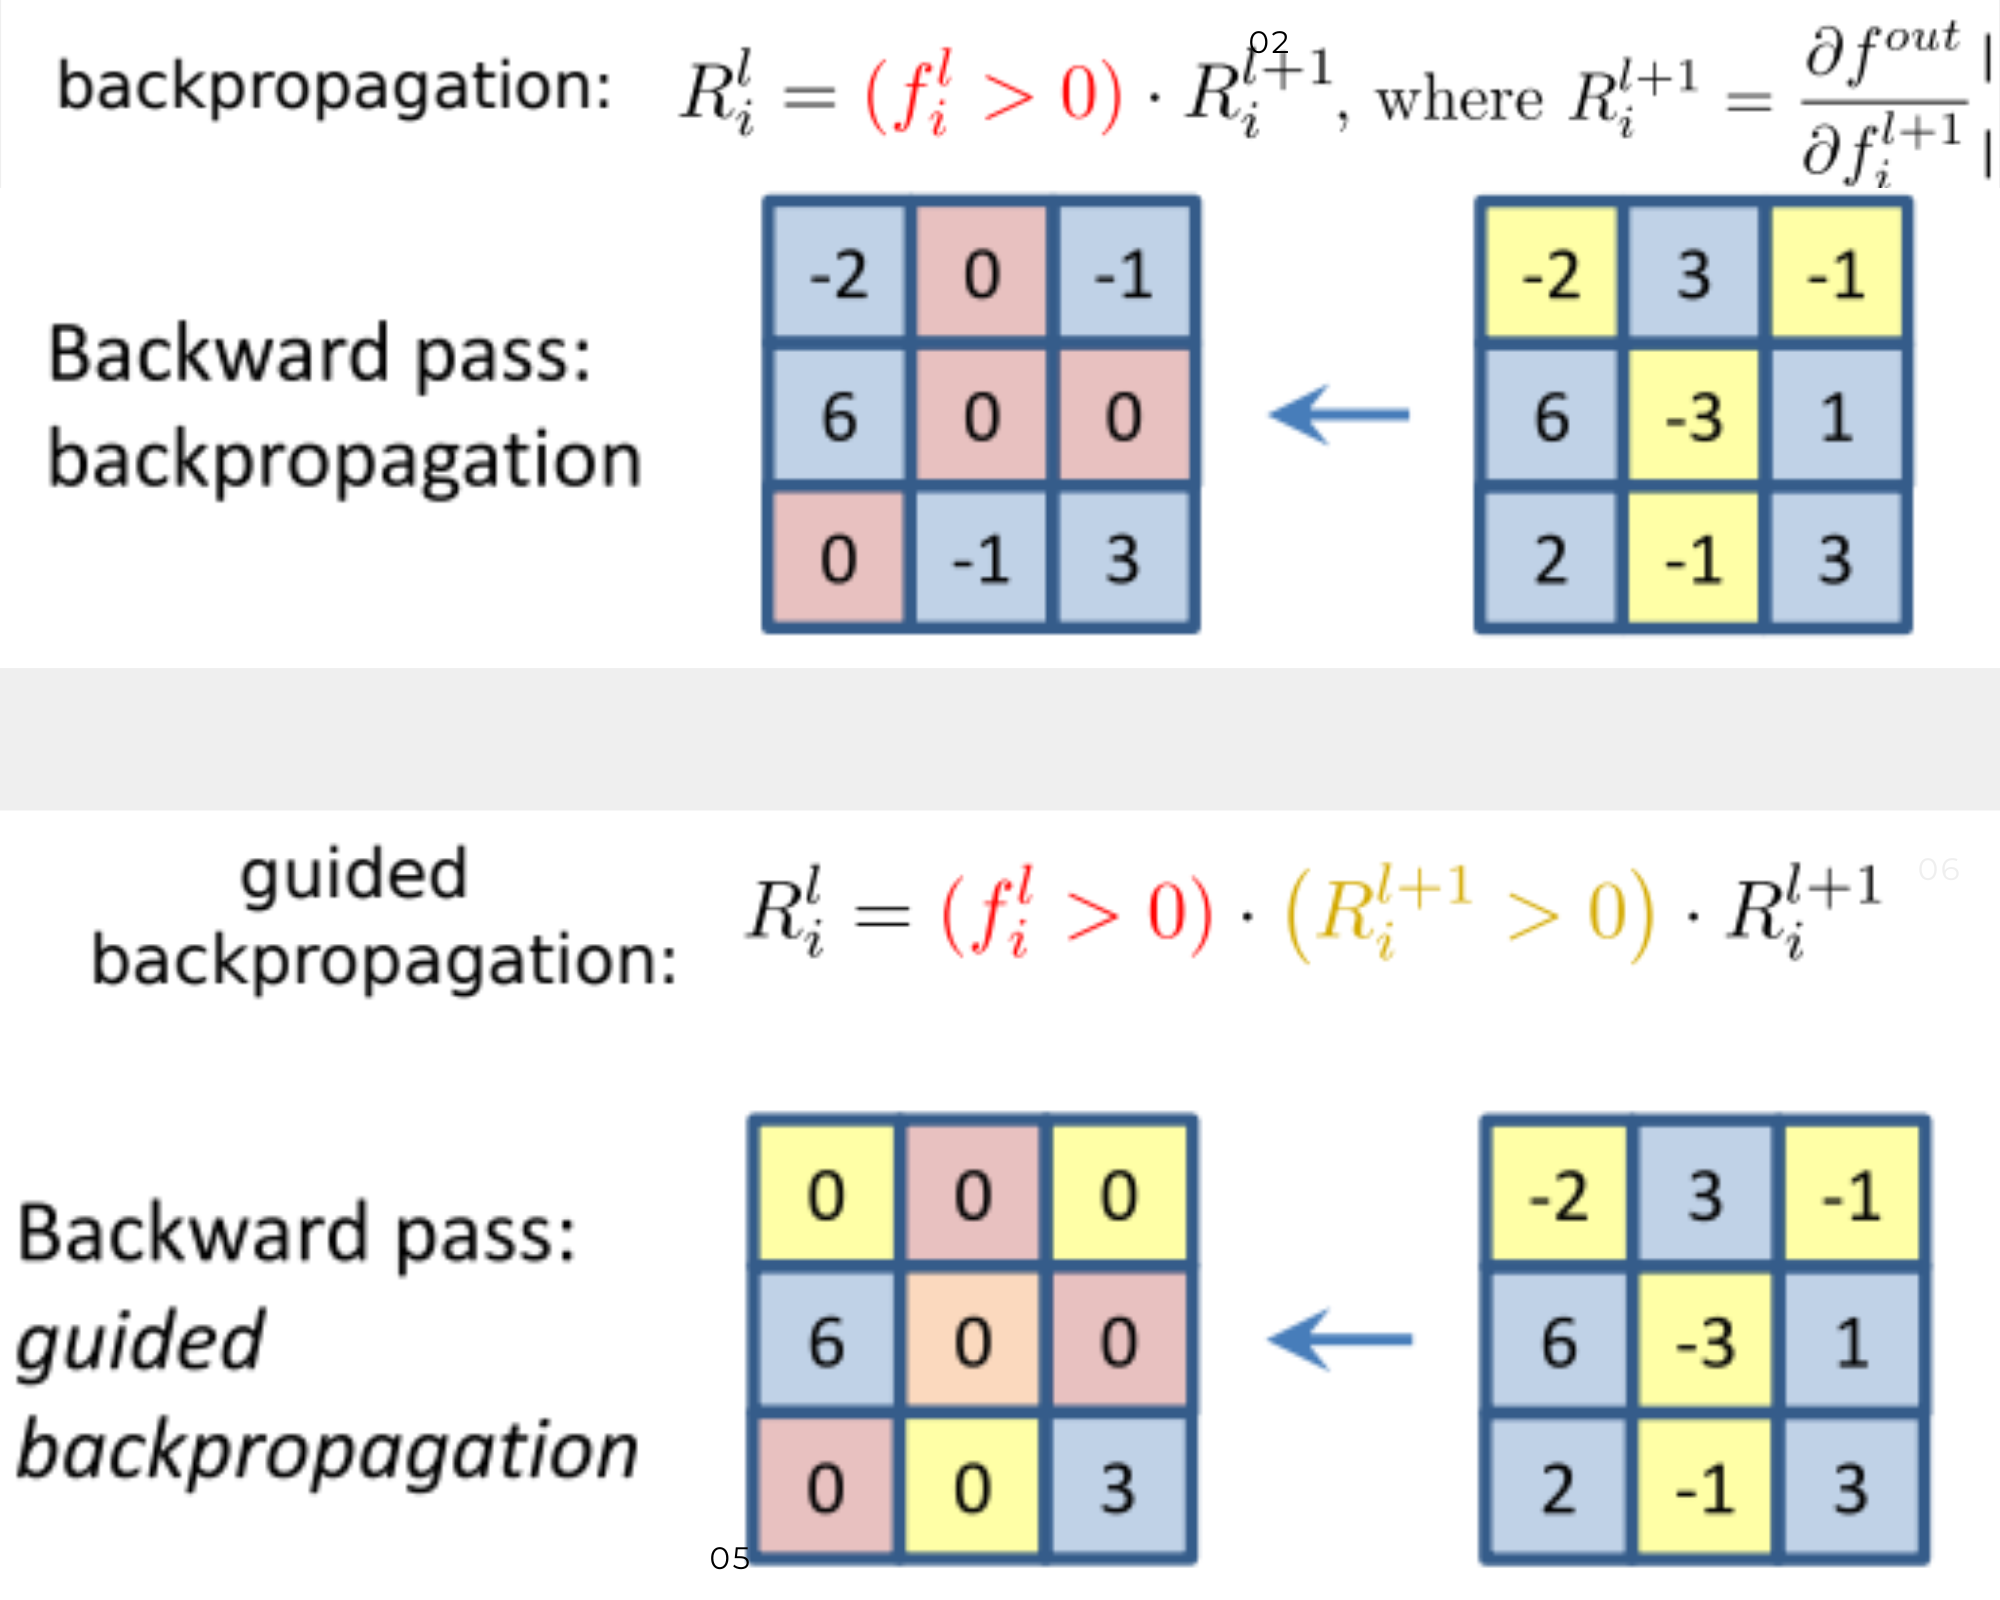 02
backpropagation: R_i^l = (f_i^l > 0) · R_i^{l+1}, where R_i^{l+1} = ∂f^{out} / ∂f_i^{l+1}
-2 0 -1 -2 3 -1
Backward pass:
6 0 0 6 -3 1
backpropagation
0 -1 3 2 -1 3
guided
backpropagation: R_i^l = (f_i^l > 0) · (R_i^{l+1} > 0) · R_i^{l+1}
06
0 0 0 -2 3 -1
Backward pass:
guided
6 0 0 6 -3 1
backpropagation
0 0 3 2 -1 3
05